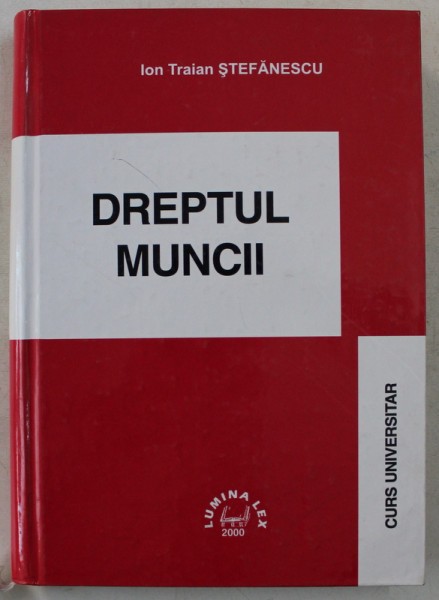 Ion Traian ŞTEFĂNESCU
DREPTUL
MUNCII
CURS UNIVERSITAR
LUMINA LEX
2000